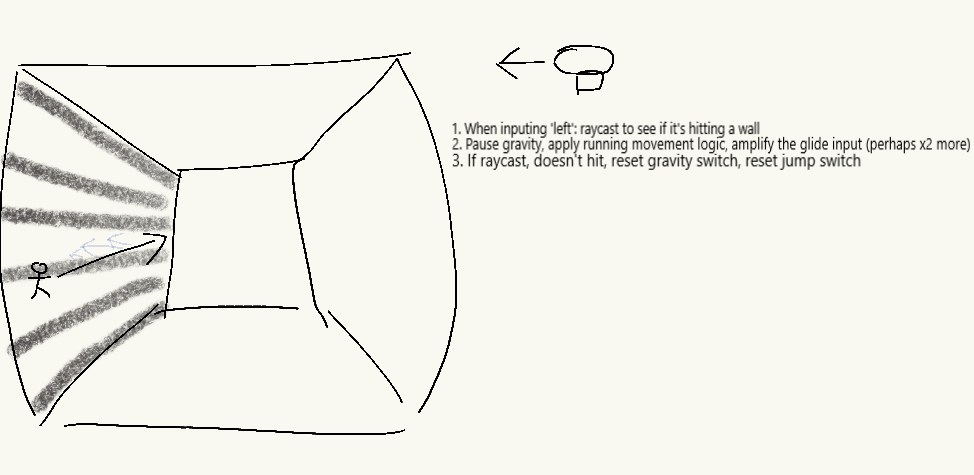 1. When inputing 'left': raycast to see if it's hitting a wall
2. Pause gravity, apply running movement logic, amplify the glide input (perhaps x2 more)
3. If raycast, doesn't hit, reset gravity switch, reset jump switch